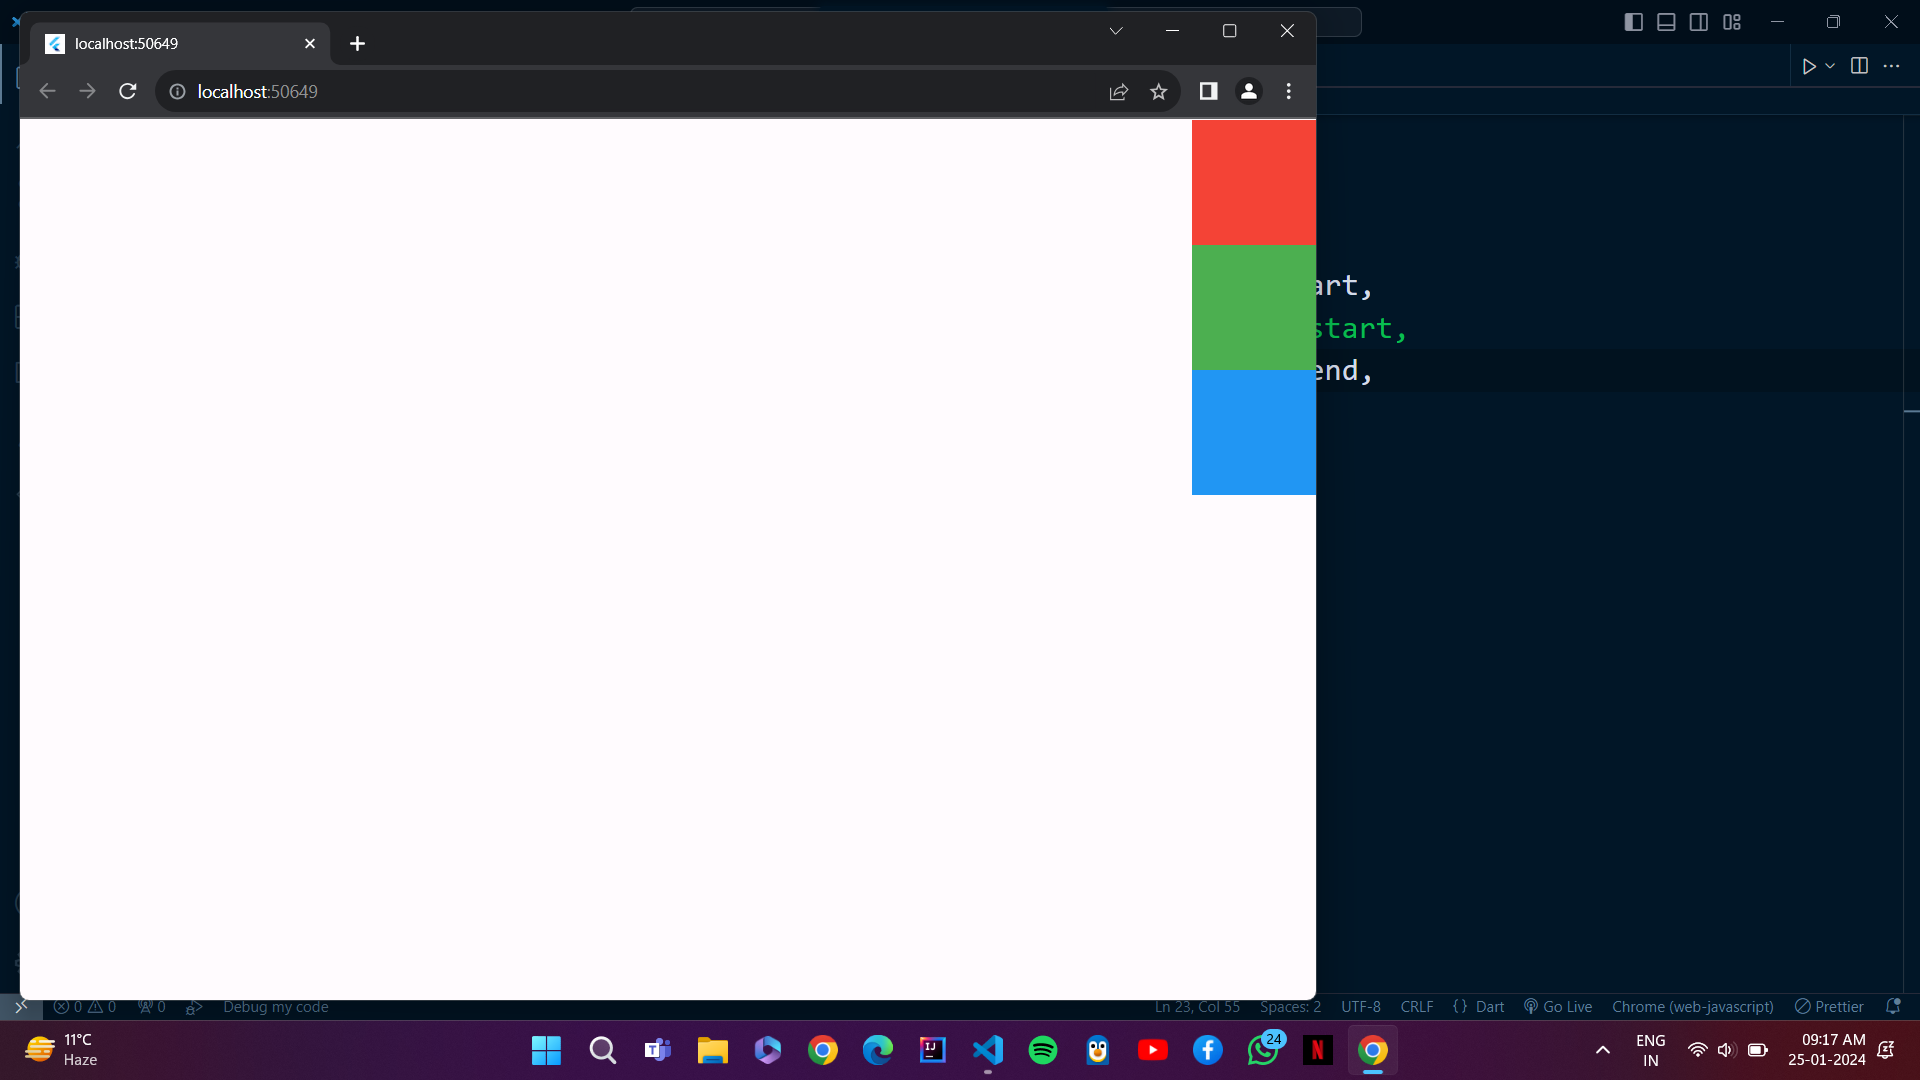 localhost:50649
localhost:50649
art,
start,
end,
0 0 0 Debug my code
Ln 23, Col 55 Spaces: 2 UTF-8 CRLF {} Dart Go Live Chrome (web-javascript) Prettier
11°C
Haze
24
ENG
IN
09:17 AM
25-01-2024